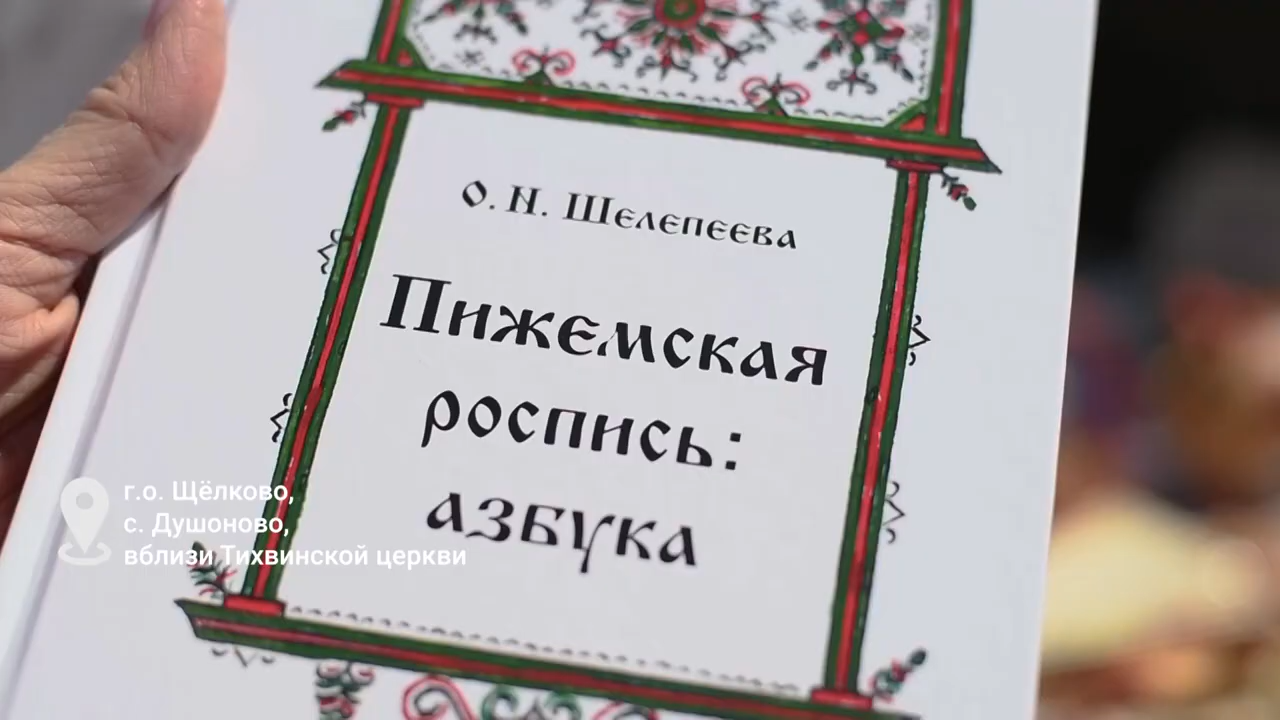 О. Н. Шелепеева
Пижемская
роспись:
азбука
г.о. Щёлково,
с. Душоново,
вблизи Тихвинской церкви